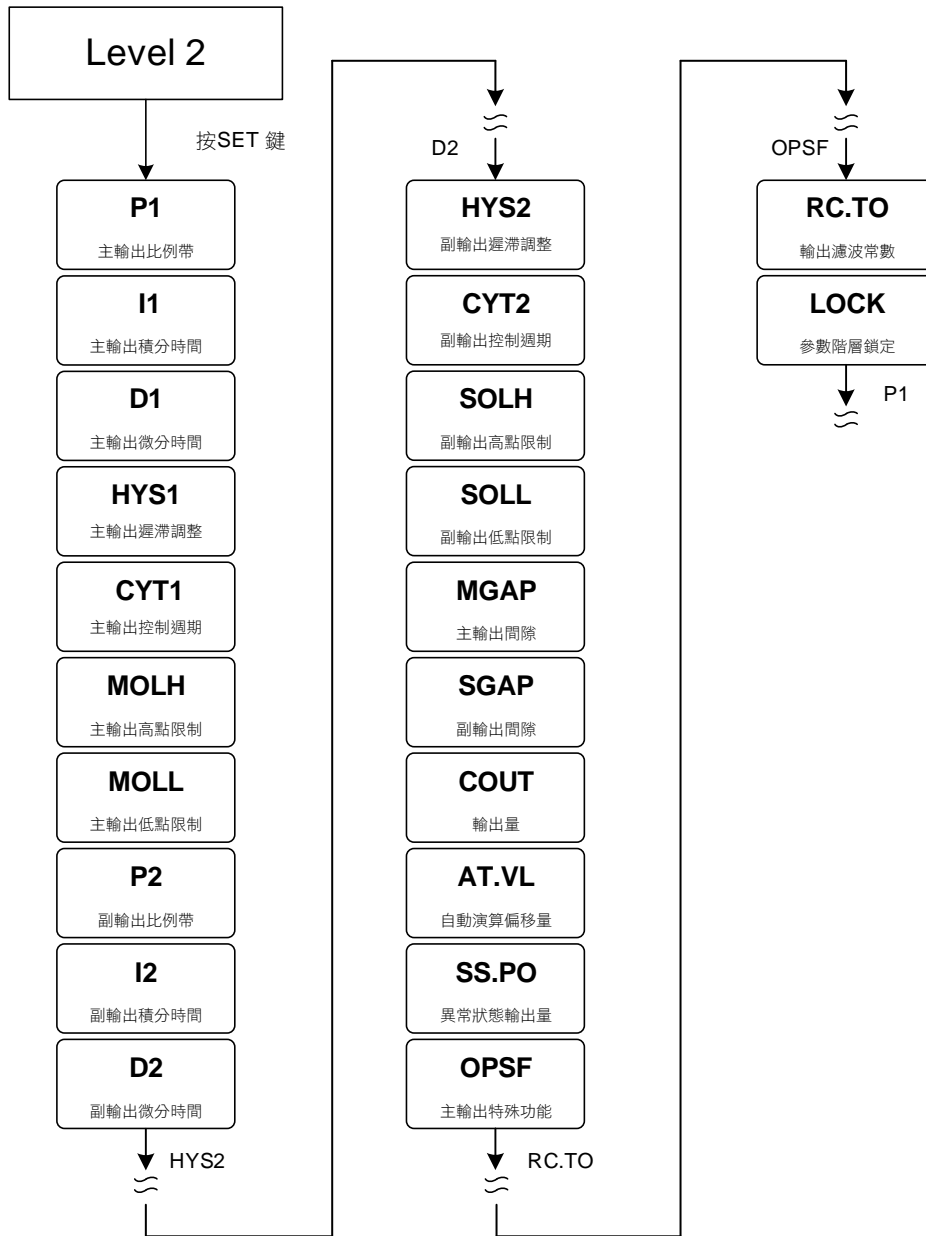 Level 2
按SET 鍵
P1
主輸出比例帶
I1
主輸出積分時間
D1
主輸出微分時間
HYS1
主輸出遲滯調整
CYT1
主輸出控制週期
MOLH
主輸出高點限制
MOLL
主輸出低點限制
P2
副輸出比例帶
I2
副輸出積分時間
D2
副輸出微分時間
HYS2
D2
HYS2
副輸出遲滯調整
CYT2
副輸出控制週期
SOLH
副輸出高點限制
SOLL
副輸出低點限制
MGAP
主輸出間隙
SGAP
副輸出間隙
COUT
輸出量
AT.VL
自動演算偏移量
SS.PO
異常狀態輸出量
OPSF
主輸出特殊功能
RC.TO
OPSF
RC.TO
輸出濾波常數
LOCK
參數階層鎖定
P1